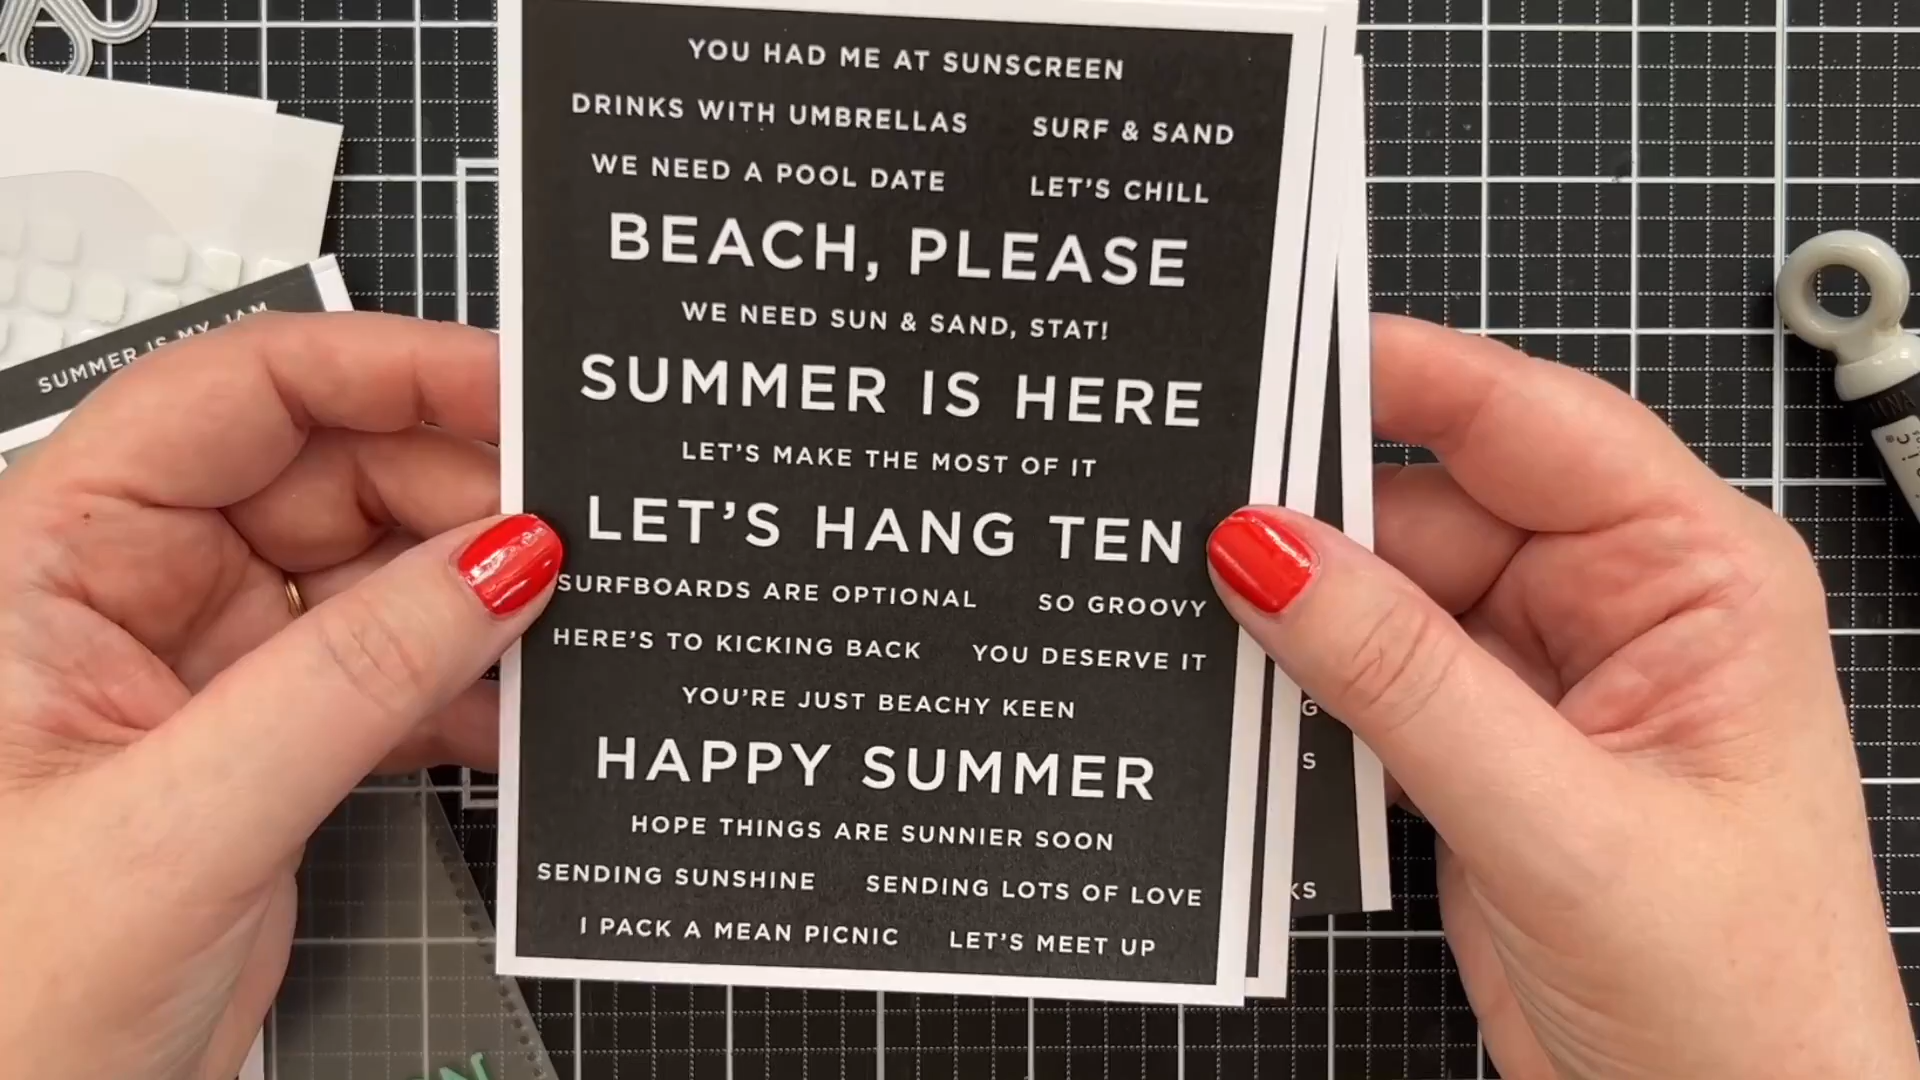 YOU HAD ME AT SUNSCREEN
DRINKS WITH UMBRELLAS SURF & SAND
WE NEED A POOL DATE LET'S CHILL
BEACH, PLEASE
WE NEED SUN & SAND, STAT!
SUMMER IS HERE
LET'S MAKE THE MOST OF IT
LET'S HANG TEN
SURFBOARDS ARE OPTIONAL SO GROOVY
HERE'S TO KICKING BACK YOU DESERVE IT
YOU'RE JUST BEACHY KEEN
HAPPY SUMMER
HOPE THINGS ARE SUNNIER SOON
SENDING SUNSHINE SENDING LOTS OF LOVE
I PACK A MEAN PICNIC LET'S MEET UP
SUMMER IS MY JAM
G
S
KS